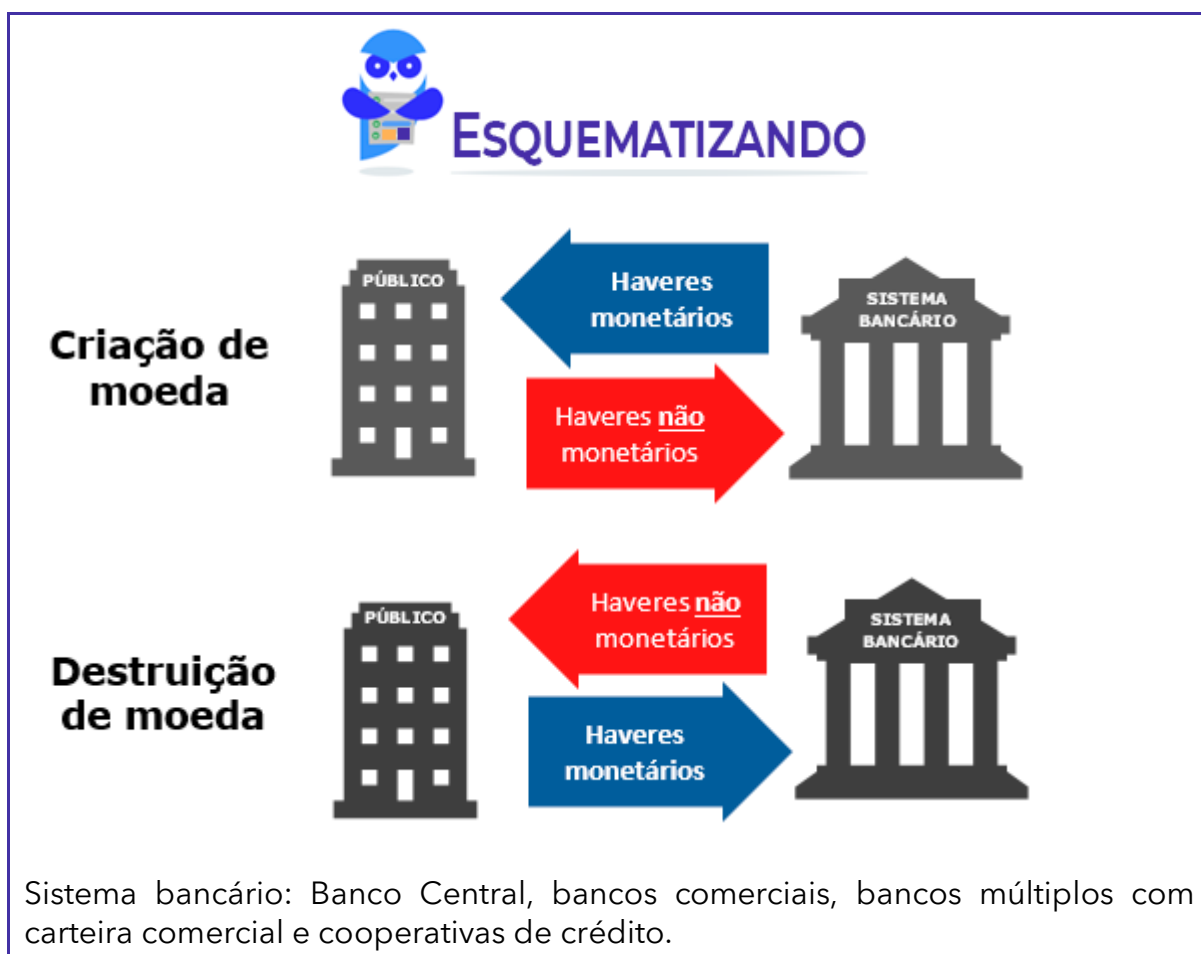 ESQUEMATIZANDO
Criação de
moeda
PÚBLICO
Haveres
monetários
Haveres não
monetários
SISTEMA
BANCÁRIO
Destruição
de moeda
PÚBLICO
Haveres não
monetários
Haveres
monetários
SISTEMA
BANCÁRIO
Sistema bancário: Banco Central, bancos comerciais, bancos múltiplos com
carteira comercial e cooperativas de crédito.